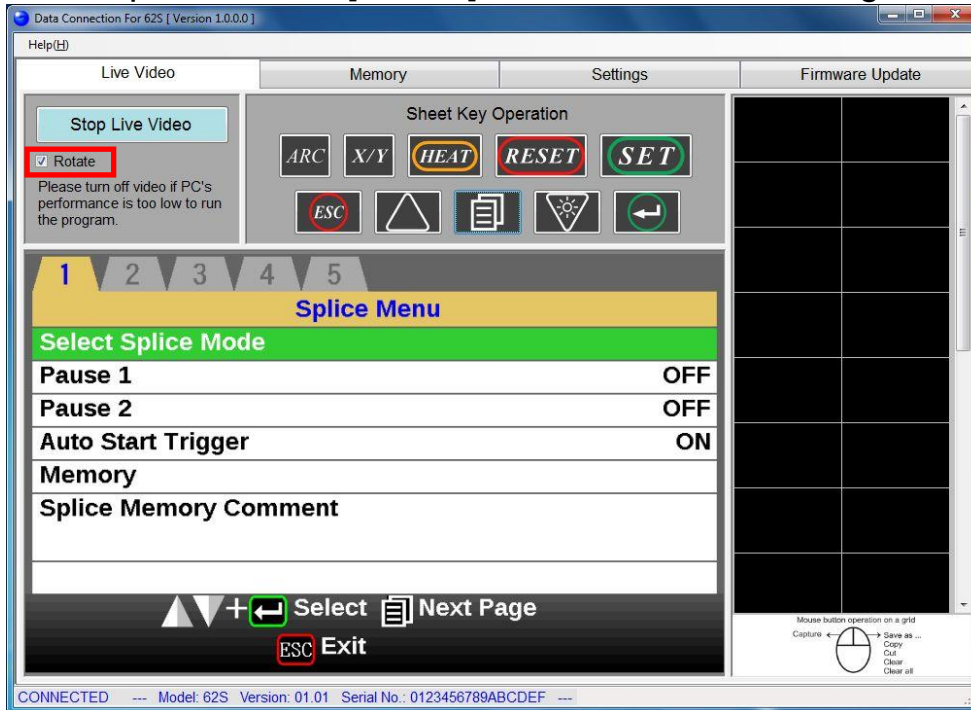 Data Connection For 62S [ Version 1.0.0.0 ]
Help(H)
Live Video Memory Settings Firmware Update
Stop Live Video
Rotate
Please turn off video if PC's
performance is too low to run
the program.
Sheet Key Operation
ARC X/Y HEAT RESET SET
ESC
1 2 3 4 5
Splice Menu
Select Splice Mode
Pause 1 OFF
Pause 2 OFF
Auto Start Trigger ON
Memory
Splice Memory Comment
+ Select Next Page
ESC Exit
Mouse button operation on a grid
Capture Save as ...
Copy
Cut
Clear
Clear all
CONNECTED --- Model: 62S Version: 01.01 Serial No.: 0123456789ABCDEF ---